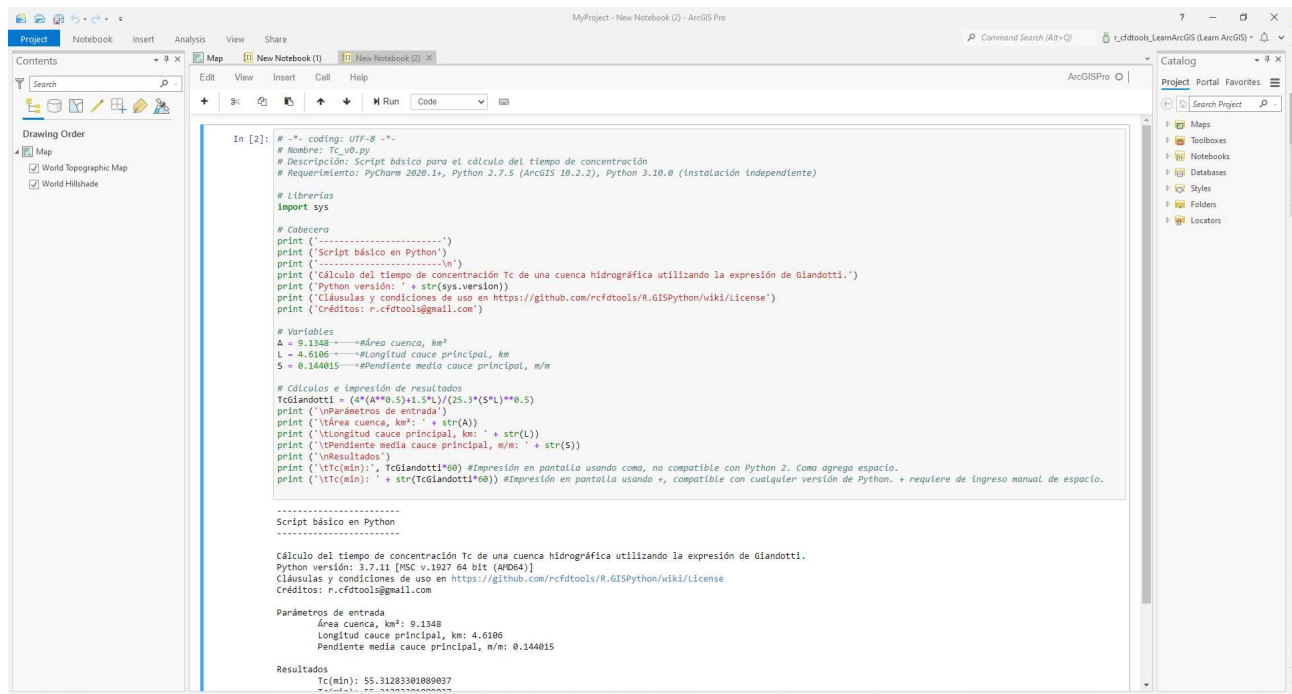 MyProject - New Notebook (2) - ArcGIS Pro
? — X
Project Notebook Insert Analysis View Share
Command Search (Alt+Q)
r_cfdtools_LearnArcGIS (Learn ArcGIS)
Contents
Search
Drawing Order
Map
World Topographic Map
World Hillshade
Map New Notebook (1) New Notebook (2)
Edit View Insert Cell Help
ArcGISPro
Run Code
In [2]: # -*- coding: UTF-8 -*-
# Nombre: Tc_v0.py
# Descripción: Script básico para el cálculo del tiempo de concentración
# Requerimiento: PyCharm 2020.1+, Python 2.7.5 (ArcGIS 10.2.2), Python 3.10.0 (instalación independiente)
# Librerías
import sys
# Cabecera
print ('-----------------------')
print ('Script básico en Python')
print ('-----------------------\n')
print ('Cálculo del tiempo de concentración Tc de una cuenca hidrográfica utilizando la expresión de Giandotti.')
print ('Python versión: ' + str(sys.version))
print ('Cláusulas y condiciones de uso en https://github.com/rcfdtools/R.GISPython/wiki/License')
print ('Créditos: r.cfdtools@gmail.com')
# Variables
A = 9.1348 #Área cuenca, km²
L = 4.6106 #Longitud cauce principal, km
S = 0.144015 #Pendiente media cauce principal, m/m
# Cálculos e impresión de resultados
TcGiandotti = (4*(A**0.5)+1.5*L)/(25.3*(S*L)**0.5)
print ('\nParámetros de entrada')
print ('\tÁrea cuenca, km²: ' + str(A))
print ('\tLongitud cauce principal, km: ' + str(L))
print ('\tPendiente media cauce principal, m/m: ' + str(S))
print ('\nResultados')
print ('\tTc(min):', TcGiandotti*60) #Impresión en pantalla usando coma, no compatible con Python 2. Coma agrega espacio.
print ('\tTc(min): ' + str(TcGiandotti*60)) #Impresión en pantalla usando +, compatible con cualquier versión de Python. + requiere de ingreso manual de espacio.
-----------------------
Script básico en Python
-----------------------
Cálculo del tiempo de concentración Tc de una cuenca hidrográfica utilizando la expresión de Giandotti.
Python versión: 3.7.11 [MSC v.1927 64 bit (AMD64)]
Cláusulas y condiciones de uso en https://github.com/rcfdtools/R.GISPython/wiki/License
Créditos: r.cfdtools@gmail.com
Parámetros de entrada
Área cuenca, km²: 9.1348
Longitud cauce principal, km: 4.6106
Pendiente media cauce principal, m/m: 0.144015
Resultados
Tc(min): 55.31283301089037
Catalog
Project Portal Favorites
Search Project
Maps
Toolboxes
Notebooks
Databases
Styles
Folders
Locators